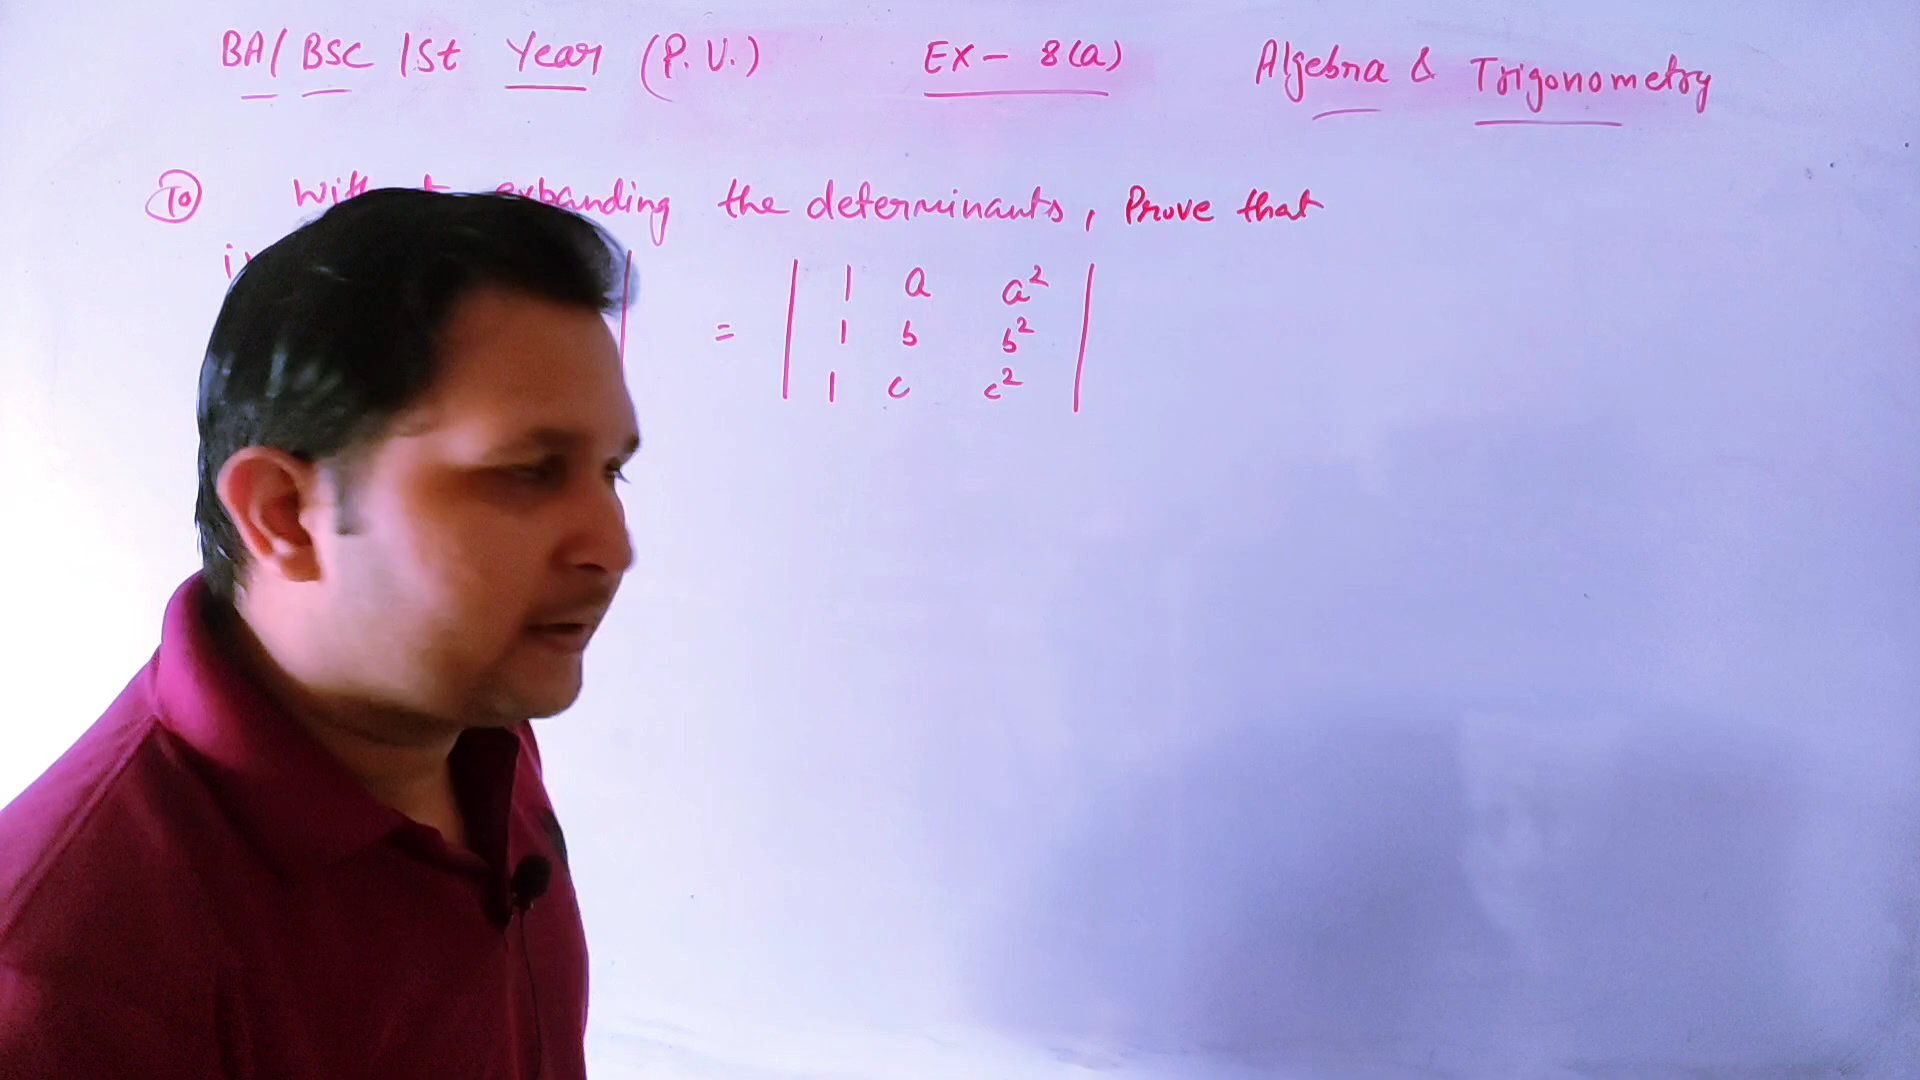 BA/ BSC 1st Year (P.U.) EX - 8(a) Algebra & Trigonometry
10 expanding the determinants, Prove that
= | 1 a a² |
1 b b²
1 c c²